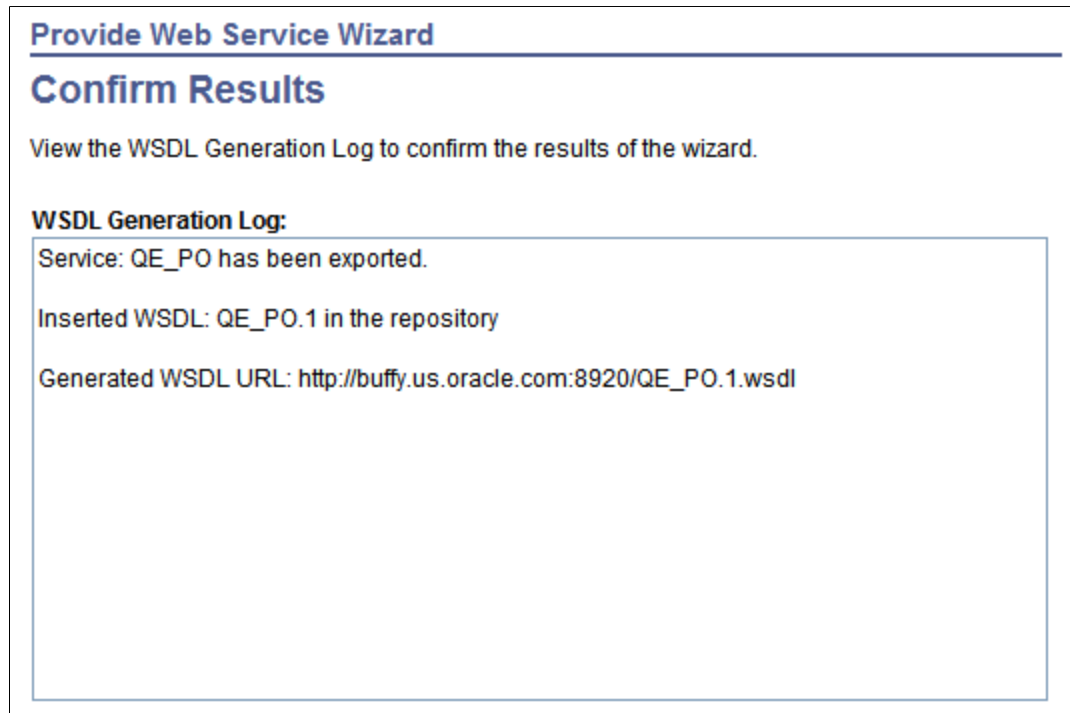 Provide Web Service Wizard
Confirm Results
View the WSDL Generation Log to confirm the results of the wizard.
WSDL Generation Log:
Service: QE_PO has been exported.
Inserted WSDL: QE_PO.1 in the repository
Generated WSDL URL: http://buffy.us.oracle.com:8920/QE_PO.1.wsdl